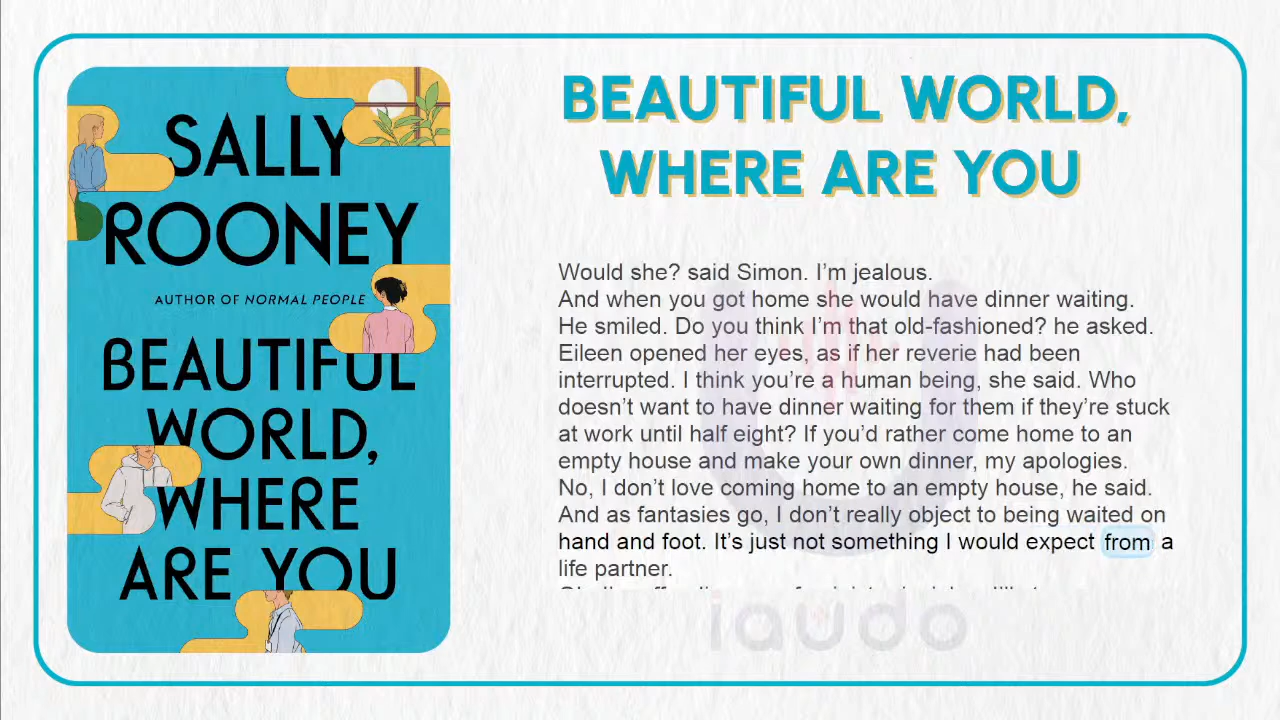 SALLY
ROONEY
AUTHOR OF NORMAL PEOPLE
BEAUTIFUL
WORLD,
WHERE
ARE YOU
BEAUTIFUL WORLD,
WHERE ARE YOU
Would she? said Simon. I’m jealous.
And when you got home she would have dinner waiting.
He smiled. Do you think I’m that old-fashioned? he asked.
Eileen opened her eyes, as if her reverie had been
interrupted. I think you’re a human being, she said. Who
doesn’t want to have dinner waiting for them if they’re stuck
at work until half eight? If you’d rather come home to an
empty house and make your own dinner, my apologies.
No, I don’t love coming home to an empty house, he said.
And as fantasies go, I don’t really object to being waited on
hand and foot. It’s just not something I would expect from a
life partner.
iaudo